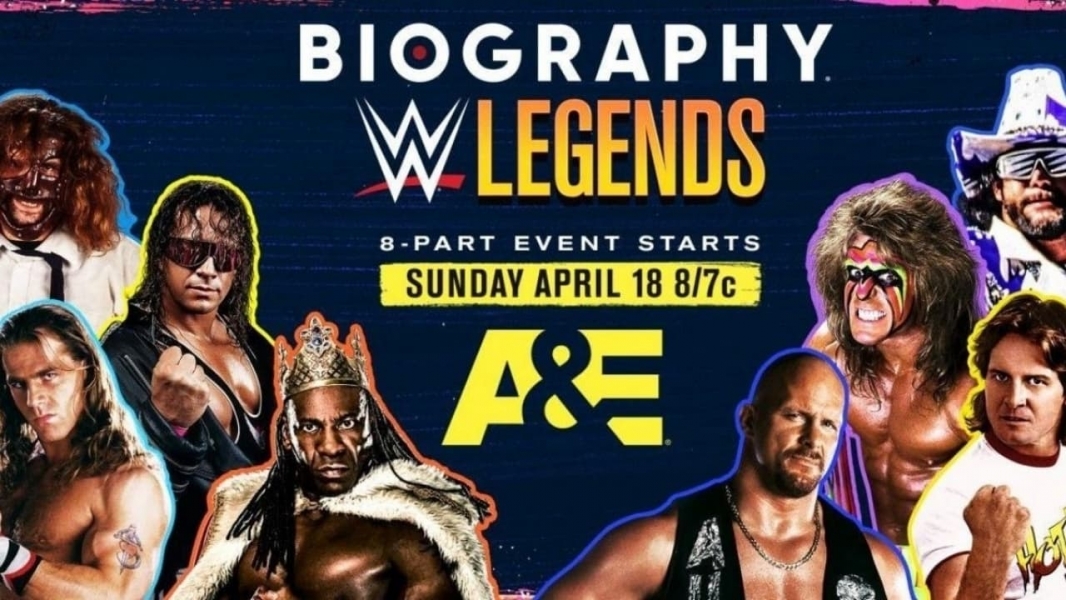 BIOGRAPHY
W LEGENDS
8-PART EVENT STARTS
SUNDAY APRIL 18 8/7c
A&E